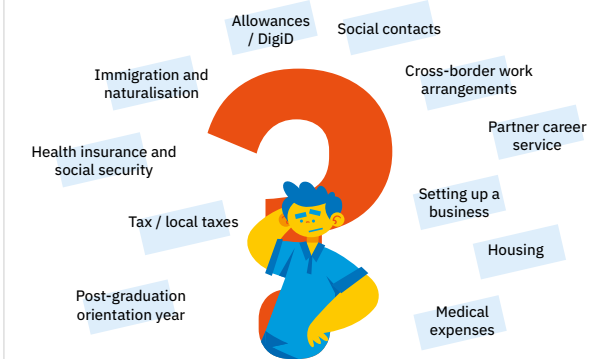 Allowances
/ DigiD
Social contacts
Immigration and
naturalisation
Cross-border work
arrangements
Partner career
service
Health insurance and
social security
Setting up a
business
Tax / local taxes
Housing
Post-graduation
orientation year
Medical
expenses